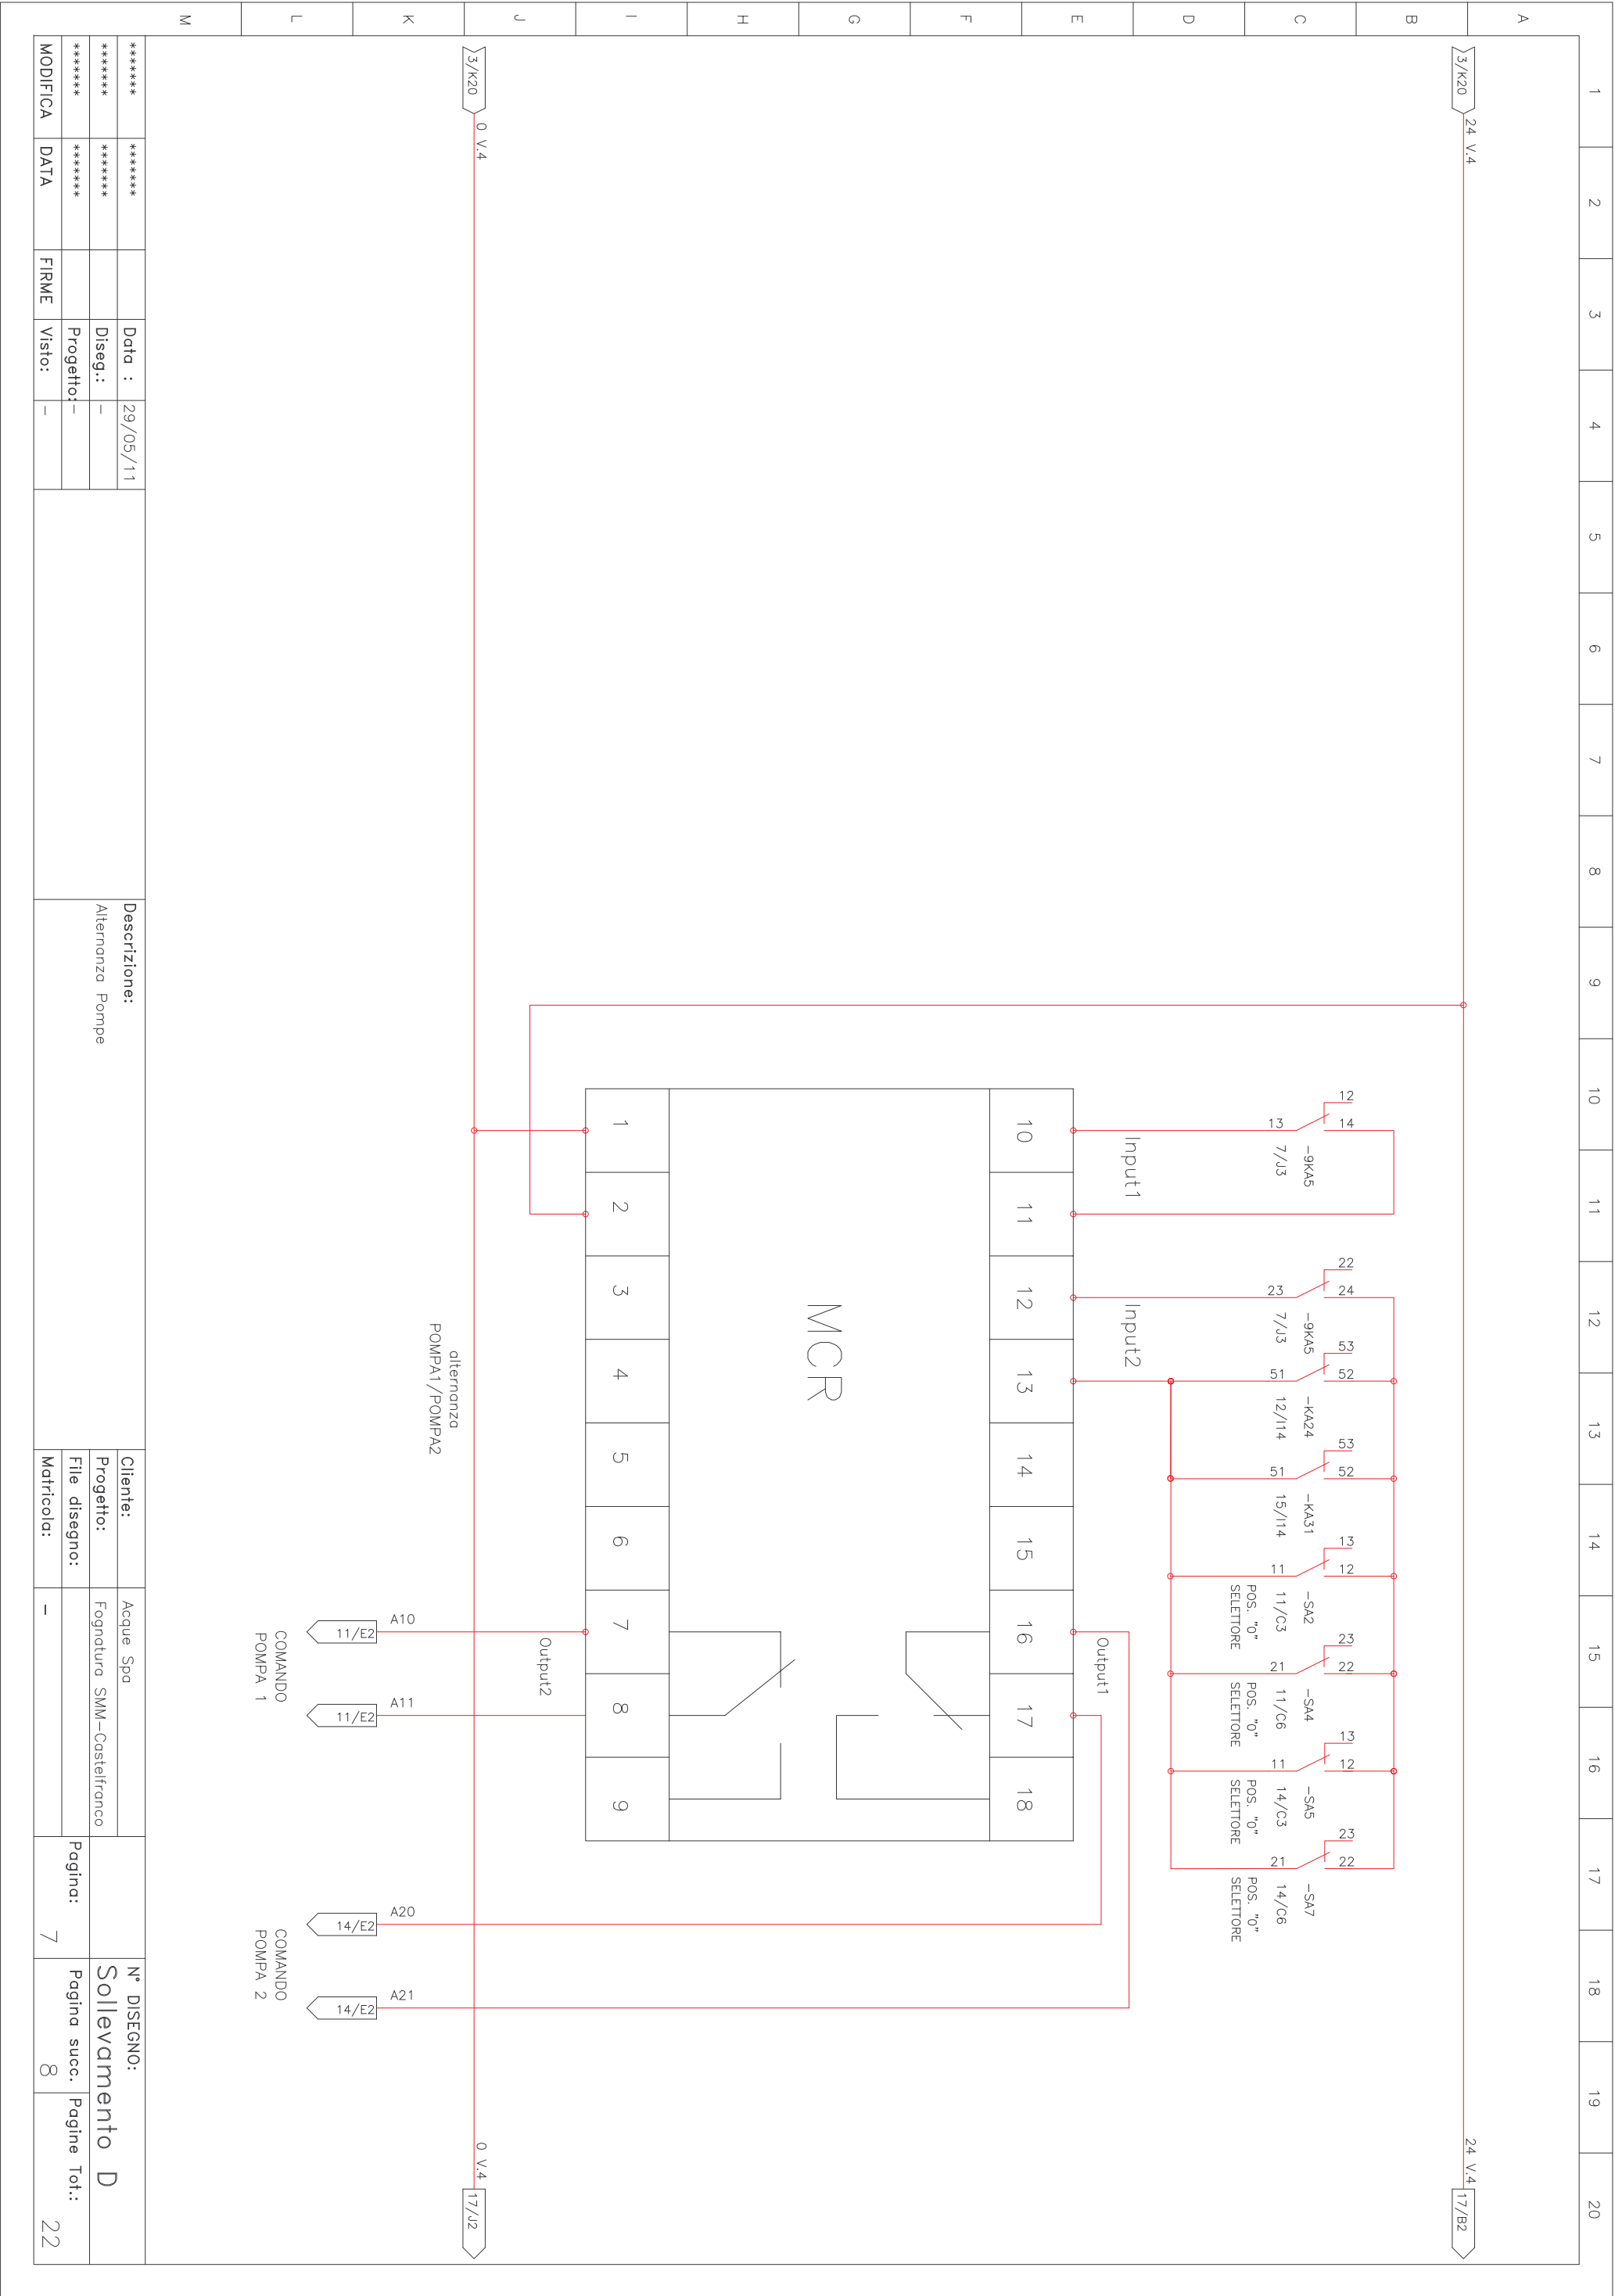 1 2 3 4 5 6 7 8 9 10 11 12 13 14 15 16 17 18 19 20
A
B
C
D
E
F
G
H
I
J
K
L
M
3/K20
24 V.4
24 V.4
17/B2
12
14
13
-9KA5
7/J3
22
24
23
-9KA5
7/J3
53
52
51
-KA24
12/I14
53
52
51
-KA31
15/I14
13
12
11
-SA2
11/C3
POS. "0"
SELETTORE
23
22
21
-SA4
11/C6
POS. "0"
SELETTORE
13
12
11
-SA5
14/C3
POS. "0"
SELETTORE
23
22
21
-SA7
14/C6
POS. "0"
SELETTORE
Input1
Input2
Output1
10 11 12 13 14 15 16 17 18
MCR
1 2 3 4 5 6 7 8 9
Output2
3/K20
0 V.4
0 V.4
17/J2
alternanza
POMPA1/POMPA2
A10
11/E2
A11
11/E2
A20
14/E2
A21
14/E2
COMANDO
POMPA 1
COMANDO
POMPA 2
******* *******
******* *******
******* *******
MODIFICA DATA FIRME
Data : 29/05/11
Diseg.: -
Progetto:-
Visto: -
Descrizione:
Alternanza Pompe
Cliente: Acque Spa
Progetto: Fognatura SMM-Castelfranco
File disegno:
Matricola: -
N° DISEGNO:
Sollevamento D
Pagina: 7
Pagina succ. 8
Pagine Tot.: 22